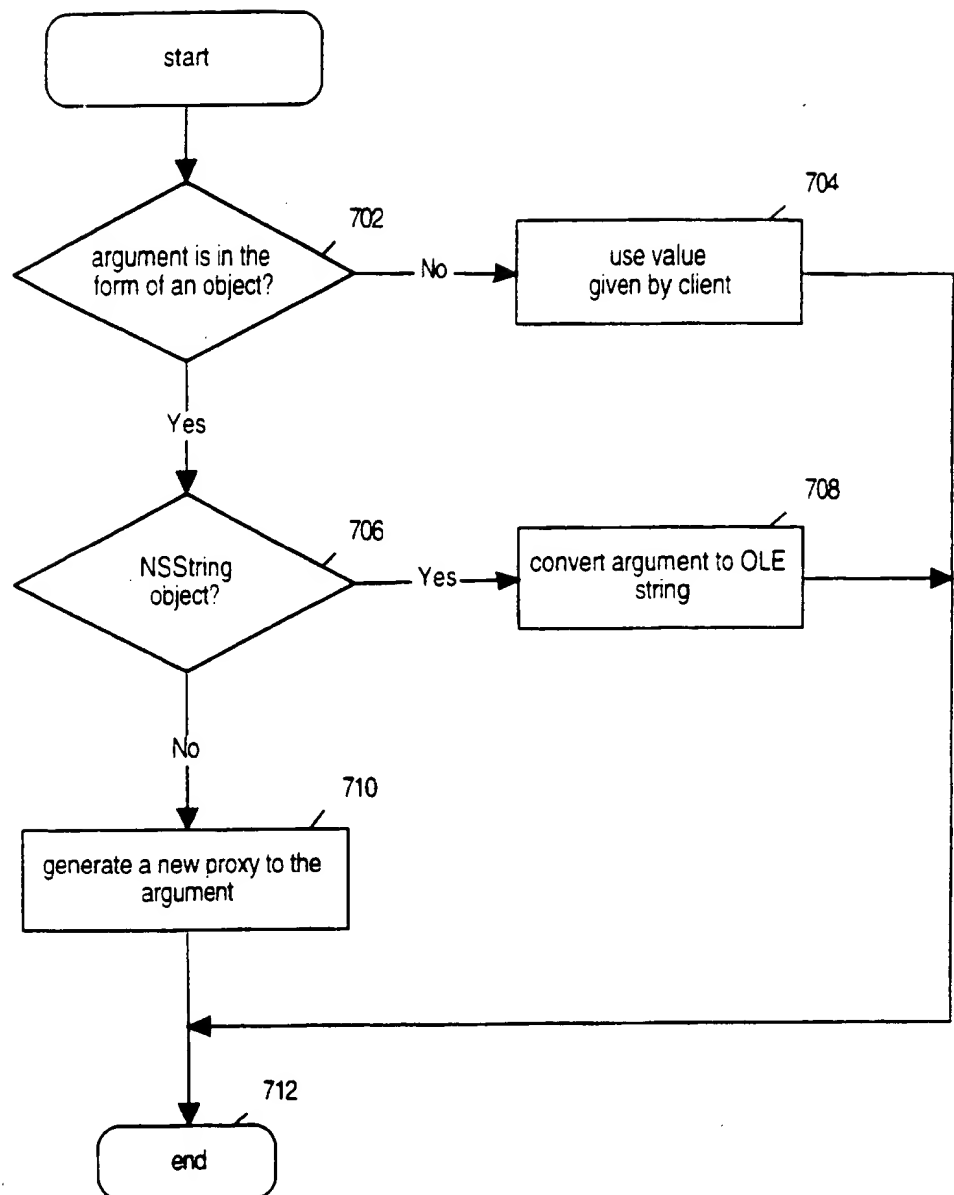 start
702
argument is in the
form of an object?
No
704
use value
given by client
Yes
706
NSString
object?
Yes
708
convert argument to OLE
string
No
710
generate a new proxy to the
argument
712
end